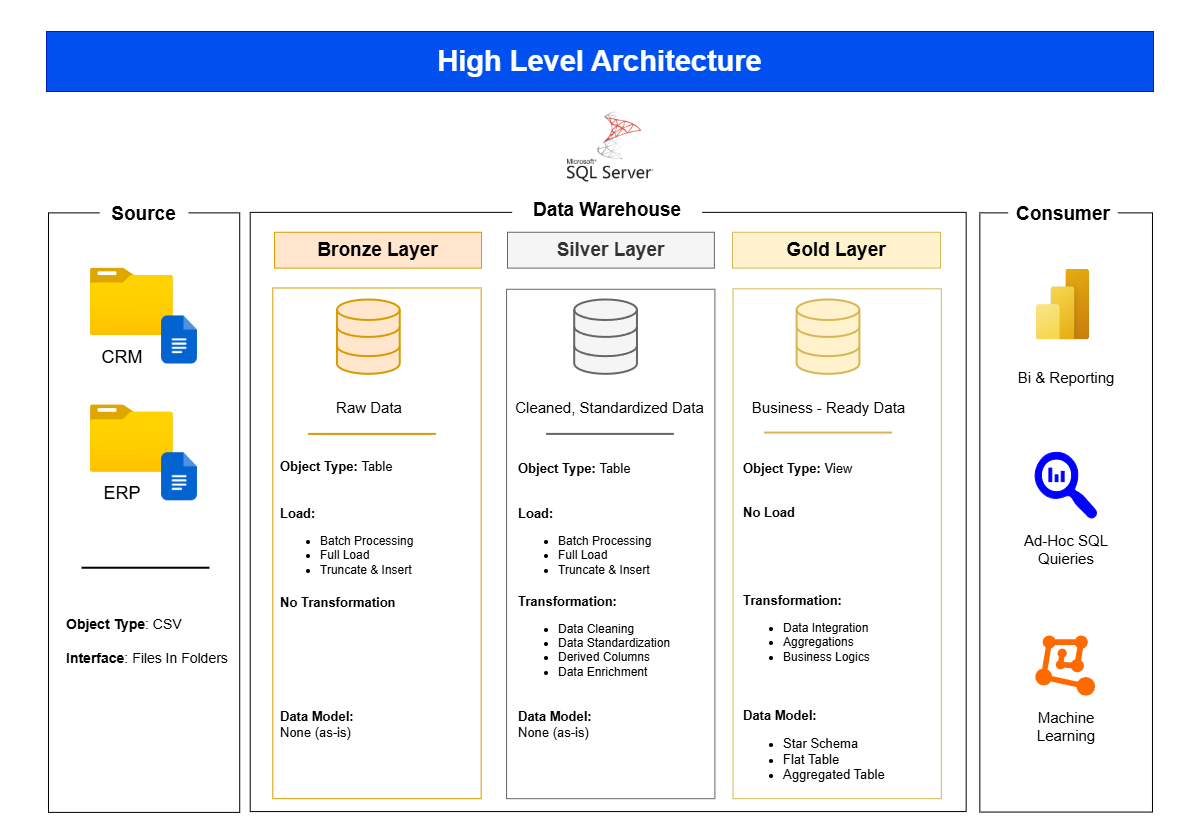 High Level Architecture
Microsoft®
SQL Server
Source
CRM
ERP
Object Type: CSV
Interface: Files In Folders
Data Warehouse
Bronze Layer
Raw Data
Object Type: Table
Load:
Batch Processing
Full Load
Truncate & Insert
No Transformation
Data Model:
None (as-is)
Silver Layer
Cleaned, Standardized Data
Object Type: Table
Load:
Batch Processing
Full Load
Truncate & Insert
Transformation:
Data Cleaning
Data Standardization
Derived Columns
Data Enrichment
Data Model:
None (as-is)
Gold Layer
Business - Ready Data
Object Type: View
No Load
Transformation:
Data Integration
Aggregations
Business Logics
Data Model:
Star Schema
Flat Table
Aggregated Table
Consumer
Bi & Reporting
Ad-Hoc SQL
Quieries
Machine
Learning